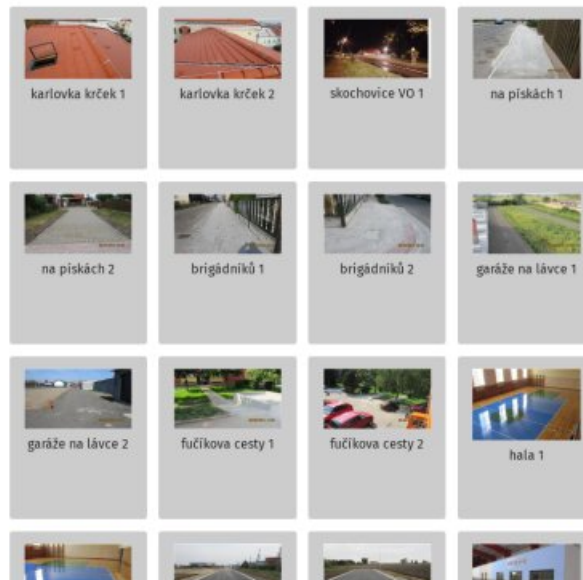 karlovka krček 1
karlovka krček 2
skochovice VO 1
na pískách 1
na pískách 2
brigádníků 1
brigádníků 2
garáže na lávce 1
garáže na lávce 2
fučíkova cesty 1
fučíkova cesty 2
hala 1